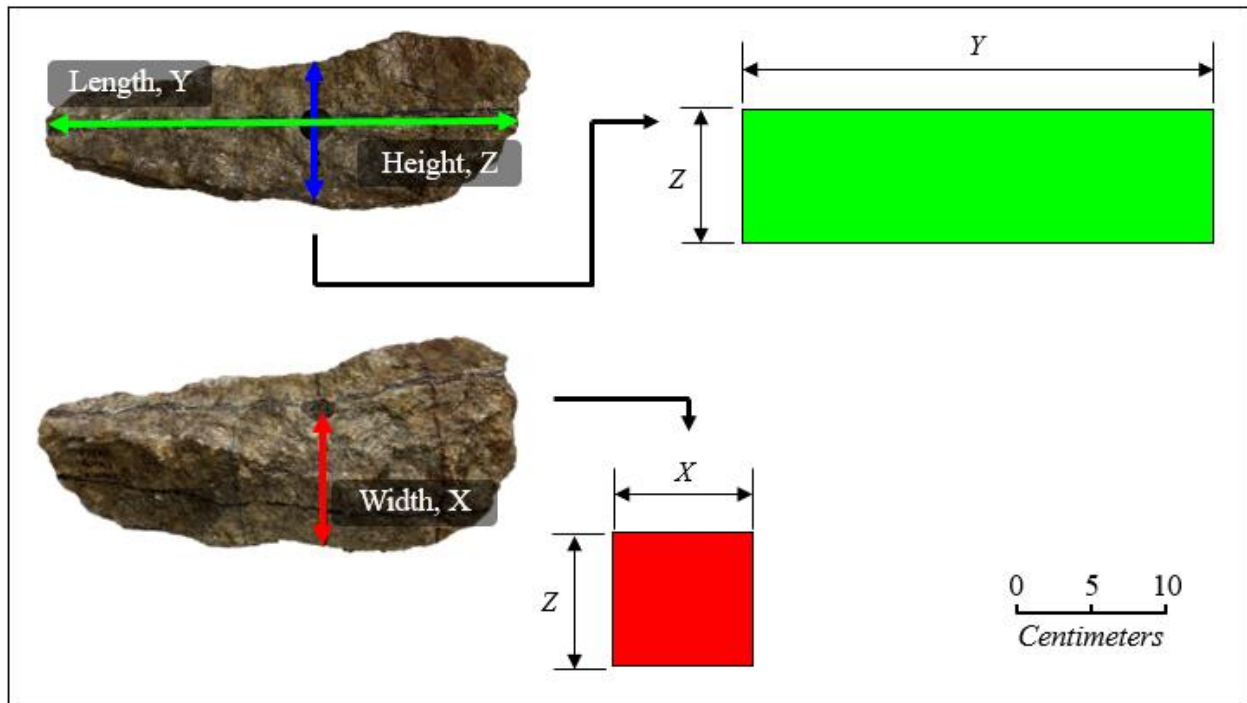 Length, Y
Height, Z
Y
Z
Width, X
X
Z
0 5 10
Centimeters